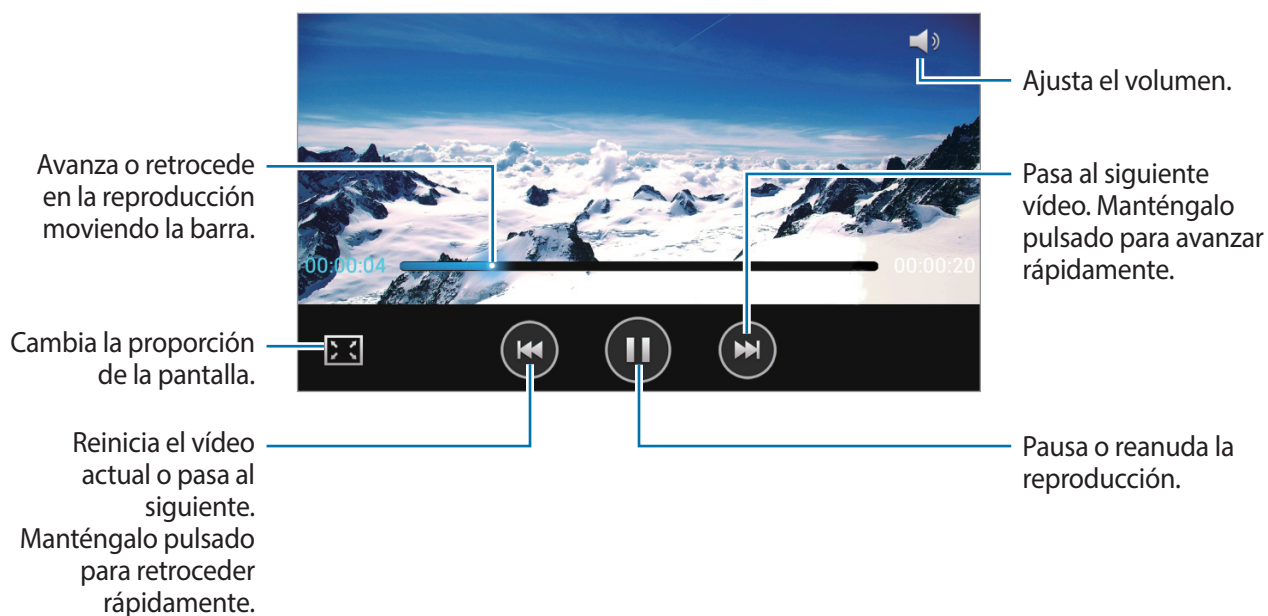 Ajusta el volumen.
Avanza o retrocede
en la reproducción
moviendo la barra.
Pasa al siguiente
vídeo. Manténgalo
pulsado para avanzar
rápidamente.
00:00:04
00:00:20
Cambia la proporción
de la pantalla.
Reinicia el vídeo
actual o pasa al
siguiente.
Manténgalo pulsado
para retroceder
rápidamente.
Pausa o reanuda la
reproducción.